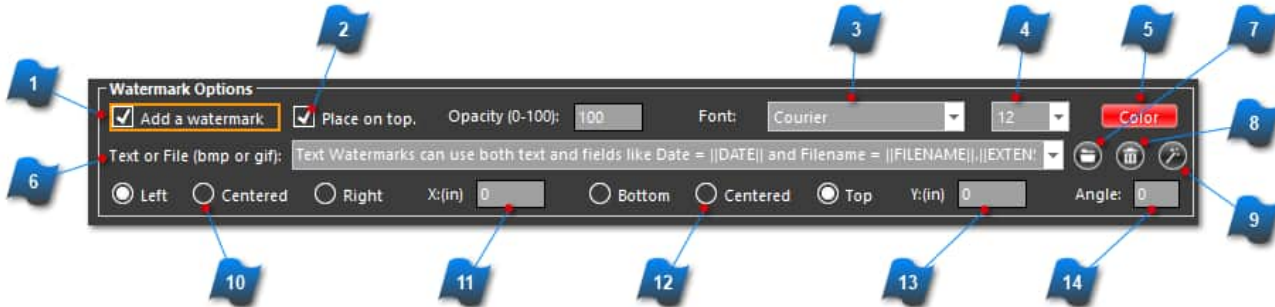 2 3 4 5 7
1 Watermark Options
Add a watermark Place on top. Opacity (0-100): 100 Font: Courier 12 Color
8
Text or File (bmp or gif): Text Watermarks can use both text and fields like Date = ||DATE|| and Filename = ||FILENAME||.||EXTEN
6
Left Centered Right X:(in) 0 Bottom Centered Top Y:(in) 0 Angle: 0
9
10 11 12 13 14